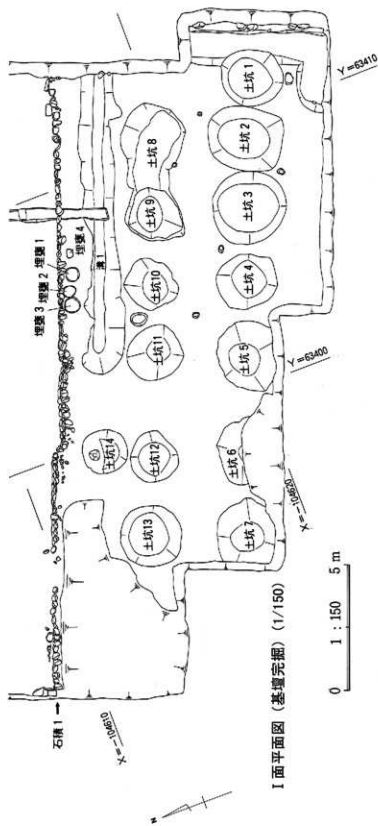 Y=63410
土坑1
土坑2
土坑3
土坑4
土坑5
土坑6
土坑7
土坑8
土坑9
土坑10
土坑11
土坑12
土坑13
土坑14
溝1
埋甕4
埋甕1
埋甕2
埋甕3
Y=63400
X=-104620
X=-104610
石積1→
N
0 1:150 5m
I面平面図(基壇完掘)(1/150)